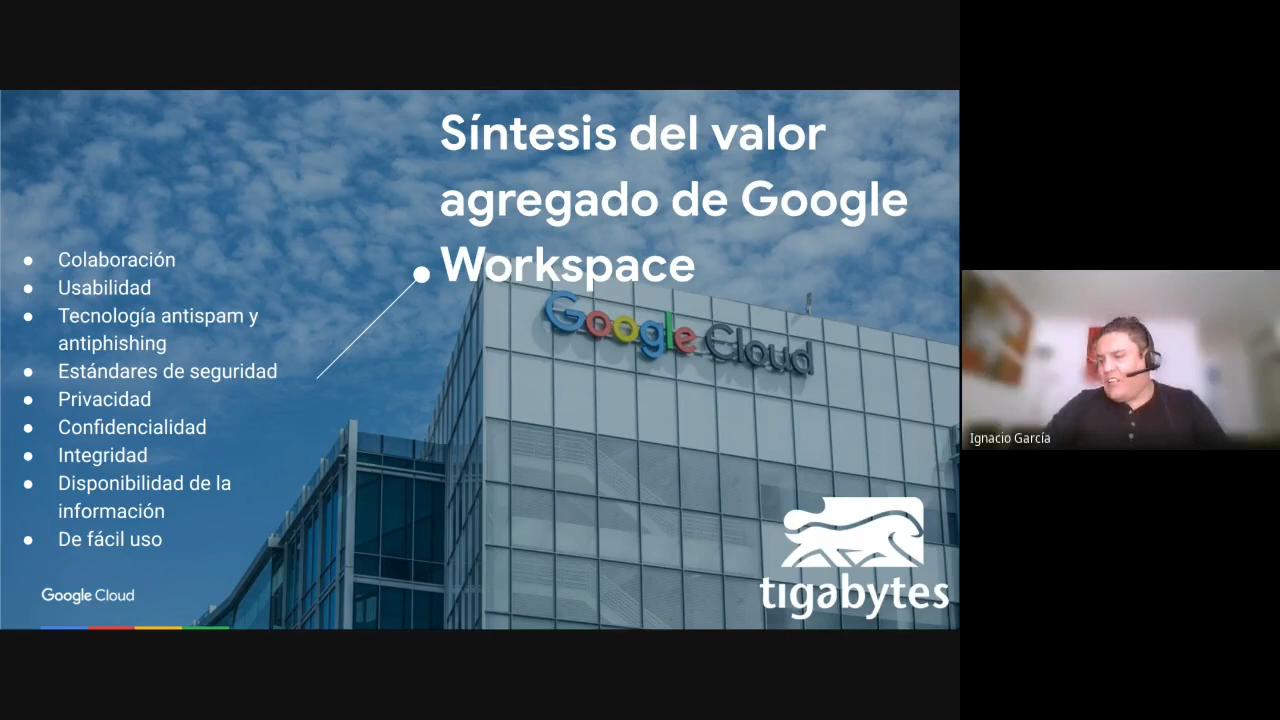 Síntesis del valor
agregado de Google
Workspace
Google Cloud
● Colaboración
● Usabilidad
● Tecnología antispam y
antiphishing
● Estándares de seguridad
● Privacidad
● Confidencialidad
● Integridad
● Disponibilidad de la
información
● De fácil uso
Google Cloud
tigabytes
Ignacio García